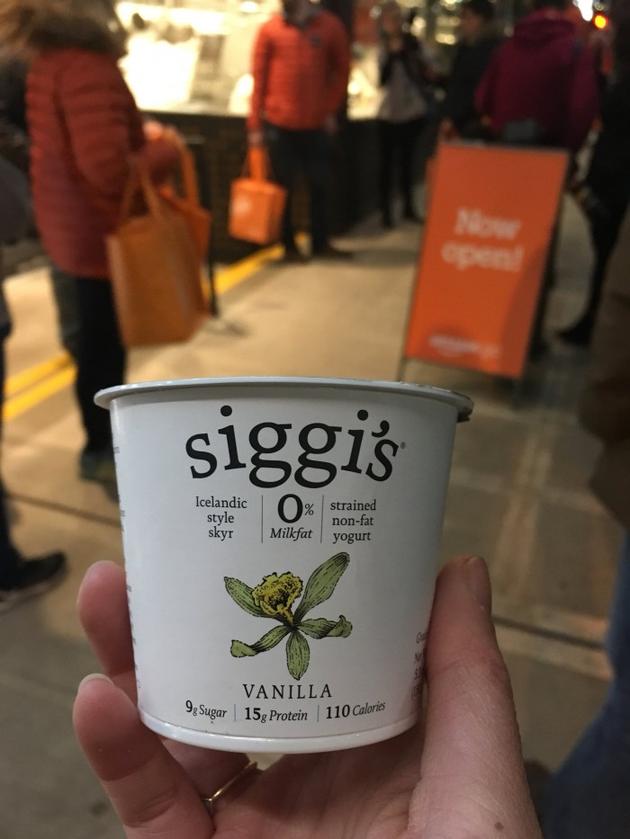 Now
open!
siggi's®
Icelandic
style
skyr
0%
Milkfat
strained
non-fat
yogurt
VANILLA
9g Sugar | 15g Protein | 110 Calories